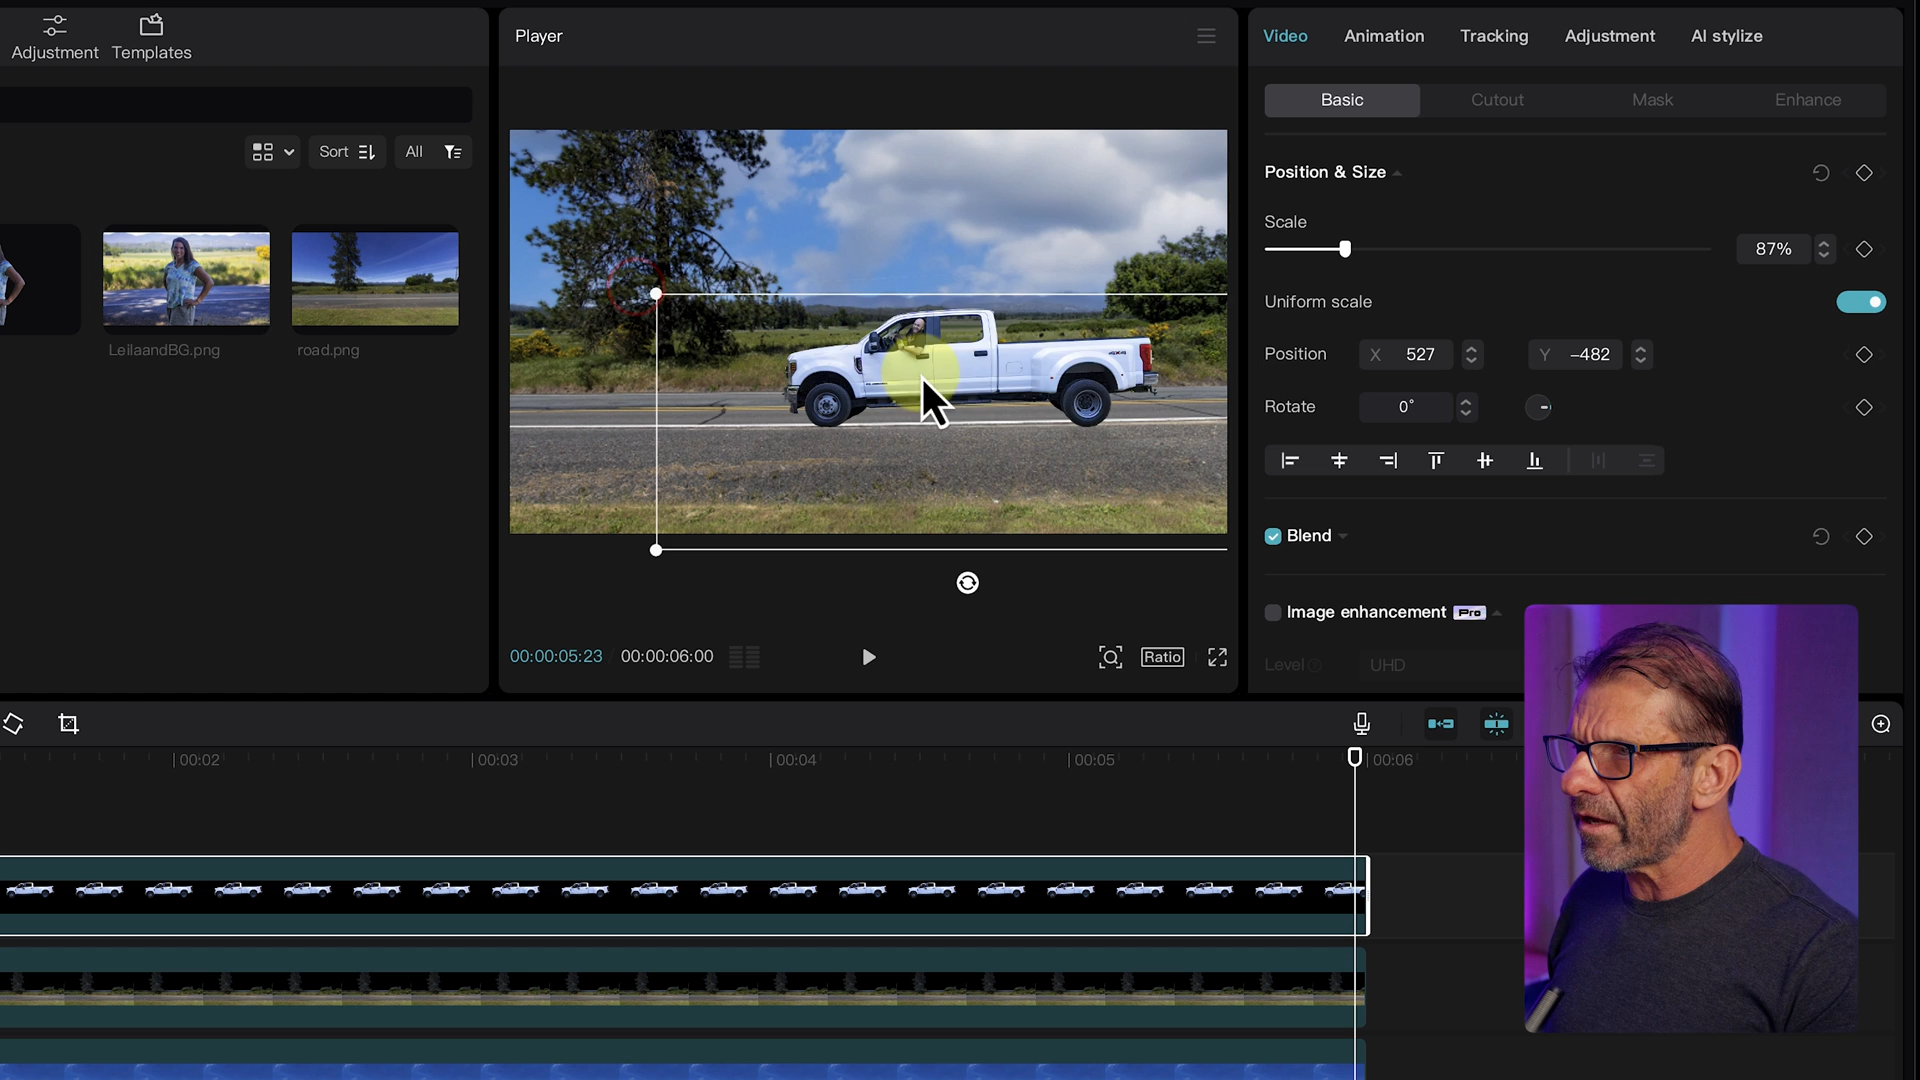 Adjustment
Templates
Sort
All
LeilaandBG.png
road.png
Player
4X4
00:00:05:23
00:00:06:00
Ratio
Video
Animation
Tracking
Adjustment
AI stylize
Basic
Cutout
Mask
Enhance
Position & Size
Scale
87%
Uniform scale
Position
X
527
Y
-482
Rotate
0°
Blend
Image enhancement
Pro
Level
UHD
00:02
00:03
00:04
00:05
00:06